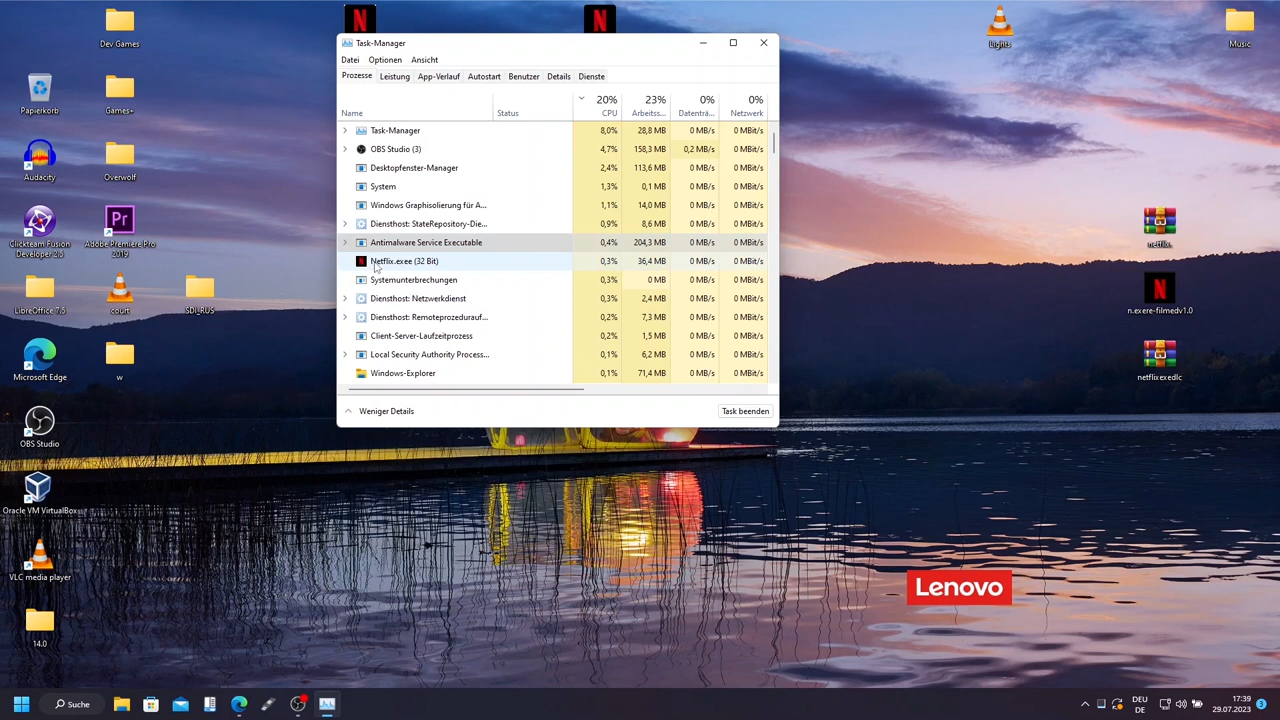 Dev Games
Lights
Music
Papierkorb
Games+
Audacity
Overwolf
Clickteam Fusion
Developer 2.5
Adobe Premiere Pro
2019
netflix.
LibreOffice 7.5
court
SDI_RUS
n.exere-filmedv1.0
Microsoft Edge
w
netflixexedlc
OBS Studio
Oracle VM VirtualBox
VLC media player
14.0
Task-Manager
Datei Optionen Ansicht
Prozesse Leistung App-Verlauf Autostart Benutzer Details Dienste
20% 23% 0% 0%
Name Status CPU Arbeitss... Datenträ... Netzwerk
Task-Manager 8,0% 28,8 MB 0 MB/s 0 MBit/s
OBS Studio (3) 4,7% 158,3 MB 0,2 MB/s 0 MBit/s
Desktopfenster-Manager 2,4% 113,6 MB 0 MB/s 0 MBit/s
System 1,3% 0,1 MB 0 MB/s 0 MBit/s
Windows Graphisolierung für A... 1,1% 14,0 MB 0 MB/s 0 MBit/s
Diensthost: StateRepository-Die... 0,9% 8,6 MB 0 MB/s 0 MBit/s
Antimalware Service Executable 0,4% 204,3 MB 0 MB/s 0 MBit/s
Netflix.exee (32 Bit) 0,3% 36,4 MB 0 MB/s 0 MBit/s
Systemunterbrechungen 0,3% 0 MB 0 MB/s 0 MBit/s
Diensthost: Netzwerkdienst 0,3% 2,4 MB 0 MB/s 0 MBit/s
Diensthost: Remoteprozedurauf... 0,2% 7,3 MB 0 MB/s 0 MBit/s
Client-Server-Laufzeitprozess 0,2% 1,5 MB 0 MB/s 0 MBit/s
Local Security Authority Process... 0,1% 6,2 MB 0 MB/s 0 MBit/s
Windows-Explorer 0,1% 71,4 MB 0 MB/s 0 MBit/s
Weniger Details
Task beenden
Lenovo
Suche
DEU
DE
17:39
29.07.2023
3